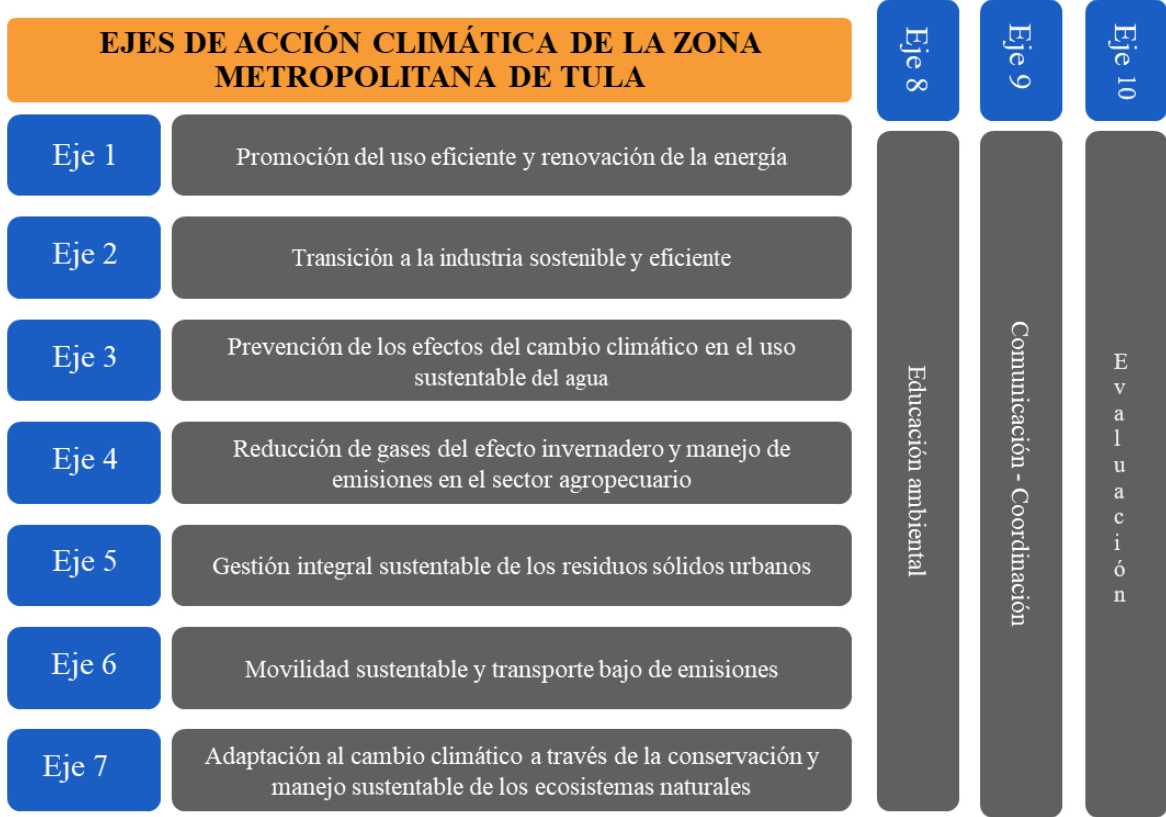 EJES DE ACCIÓN CLIMÁTICA DE LA ZONA
METROPOLITANA DE TULA
Eje 1
Promoción del uso eficiente y renovación de la energía
Eje 2
Transición a la industria sostenible y eficiente
Eje 3
Prevención de los efectos del cambio climático en el uso
sustentable del agua
Eje 4
Reducción de gases del efecto invernadero y manejo de
emisiones en el sector agropecuario
Eje 5
Gestión integral sustentable de los residuos sólidos urbanos
Eje 6
Movilidad sustentable y transporte bajo de emisiones
Eje 7
Adaptación al cambio climático a través de la conservación y
manejo sustentable de los ecosistemas naturales
Eje 8
Educación ambiental
Eje 9
Comunicación - Coordinación
Eje 10
Evaluación